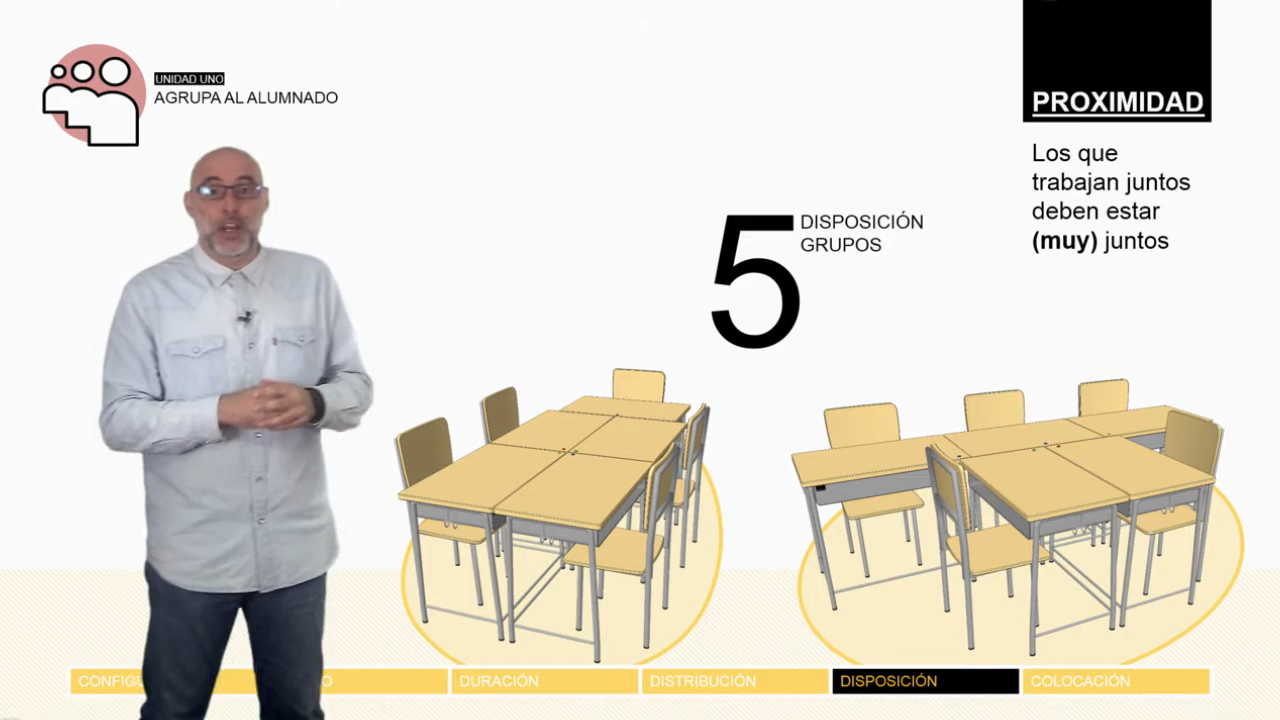 UNIDAD UNO
AGRUPA AL ALUMNADO
PROXIMIDAD
Los que
trabajan juntos
deben estar
(muy) juntos
5
DISPOSICIÓN
GRUPOS
DURACIÓN
DISTRIBUCIÓN
DISPOSICIÓN
COLOCACIÓN